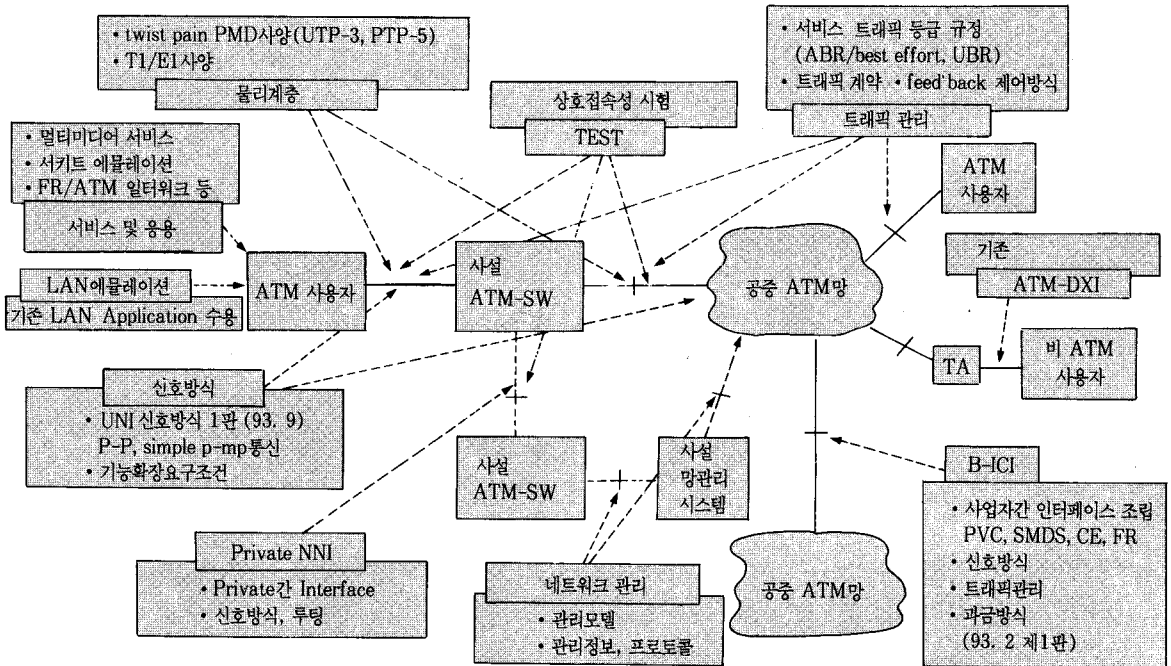 • twist pain PMD사양(UTP-3, PTP-5)
• T1/E1사양
물리계층
• 서비스 트래픽 등급 규정
(ABR/best effort, UBR)
• 트래픽 계약 • feed back 제어방식
트래픽 관리
상호접속성 시험
TEST
• 멀티미디어 서비스
• 서키트 에뮬레이션
• FR/ATM 일터워크 등
서비스 및 응용
ATM
사용자
LAN에뮬레이션
기존 LAN Application 수용
ATM 사용자
사설
ATM-SW
공중 ATM망
기존
ATM-DXI
TA
비 ATM
사용자
신호방식
• UNI 신호방식 1판 (93. 9)
P-P, simple p-mp통신
• 기능확장요구조건
사설
ATM-SW
사설
망관리
시스템
B-ICI
• 사업자간 인터페이스 조립
PVC, SMDS, CE, FR
• 신호방식
• 트래픽관리
• 과금방식
(93. 2 제1판)
Private NNI
• Private간 Interface
• 신호방식, 루팅
네트워크 관리
• 관리모델
• 관리정보, 프로토콜
공중 ATM망